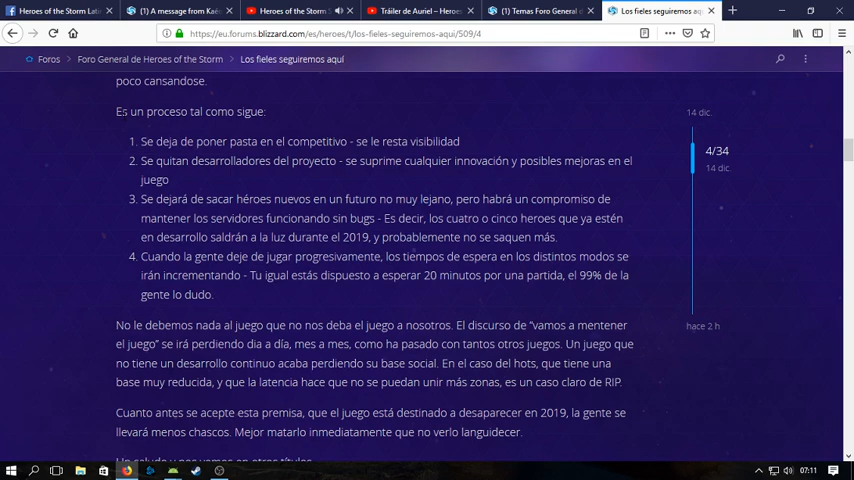 Heroes of the Storm Latin
(1) A message from Kaé
Heroes of the Storm S
Tráiler de Auriel – Heroe
(1) Temas Foro General d
Los fieles seguiremos aqu
https://eu.forums.blizzard.com/es/heroes/t/los-fieles-seguiremos-aqui/509/4
Foros
Foro General de Heroes of the Storm
Los fieles seguiremos aquí
poco cansandose.
Es un proceso tal como sigue:
1. Se deja de poner pasta en el competitivo - se le resta visibilidad
2. Se quitan desarrolladores del proyecto - se suprime cualquier innovación y posibles mejoras en el
juego
3. Se dejará de sacar héroes nuevos en un futuro no muy lejano, pero habrá un compromiso de
mantener los servidores funcionando sin bugs - Es decir, los cuatro o cinco heroes que ya estén
en desarrollo saldrán a la luz durante el 2019, y probablemente no se saquen más.
4. Cuando la gente deje de jugar progresivamente, los tiempos de espera en los distintos modos se
irán incrementando - Tu igual estás dispuesto a esperar 20 minutos por una partida, el 99% de la
gente lo dudo.
No le debemos nada al juego que no nos deba el juego a nosotros. El discurso de "vamos a mentener
el juego" se irá perdiendo dia a día, mes a mes, como ha pasado con tantos otros juegos. Un juego que
no tiene un desarrollo continuo acaba perdiendo su base social. En el caso del hots, que tiene una
base muy reducida, y que la latencia hace que no se puedan unir más zonas, es un caso claro de RIP.
Cuanto antes se acepte esta premisa, que el juego está destinado a desaparecer en 2019, la gente se
llevará menos chascos. Mejor matarlo inmediatamente que no verlo languidecer.
Un saludo y nos vemos en otros títulos.
14 dic.
4/34
14 dic.
hace 2 h
07:11